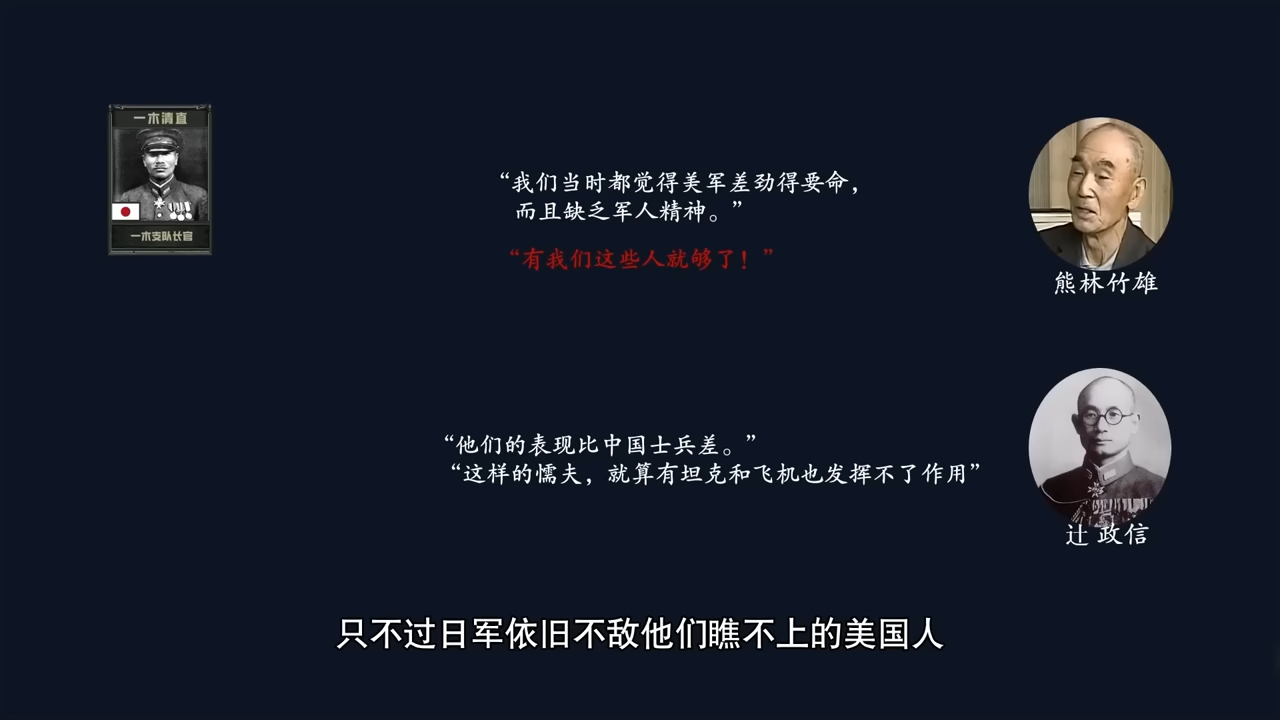 一木清直
一木支队长官
“我们当时都觉得美军差劲得要命，
而且缺乏军人精神。”
“有我们这些人就够了！”
熊林竹雄
“他们的表现比中国士兵差。”
“这样的懦夫，就算有坦克和飞机也发挥不了作用”
辻 政信
只不过日军依旧不敌他们瞧不上的美国人